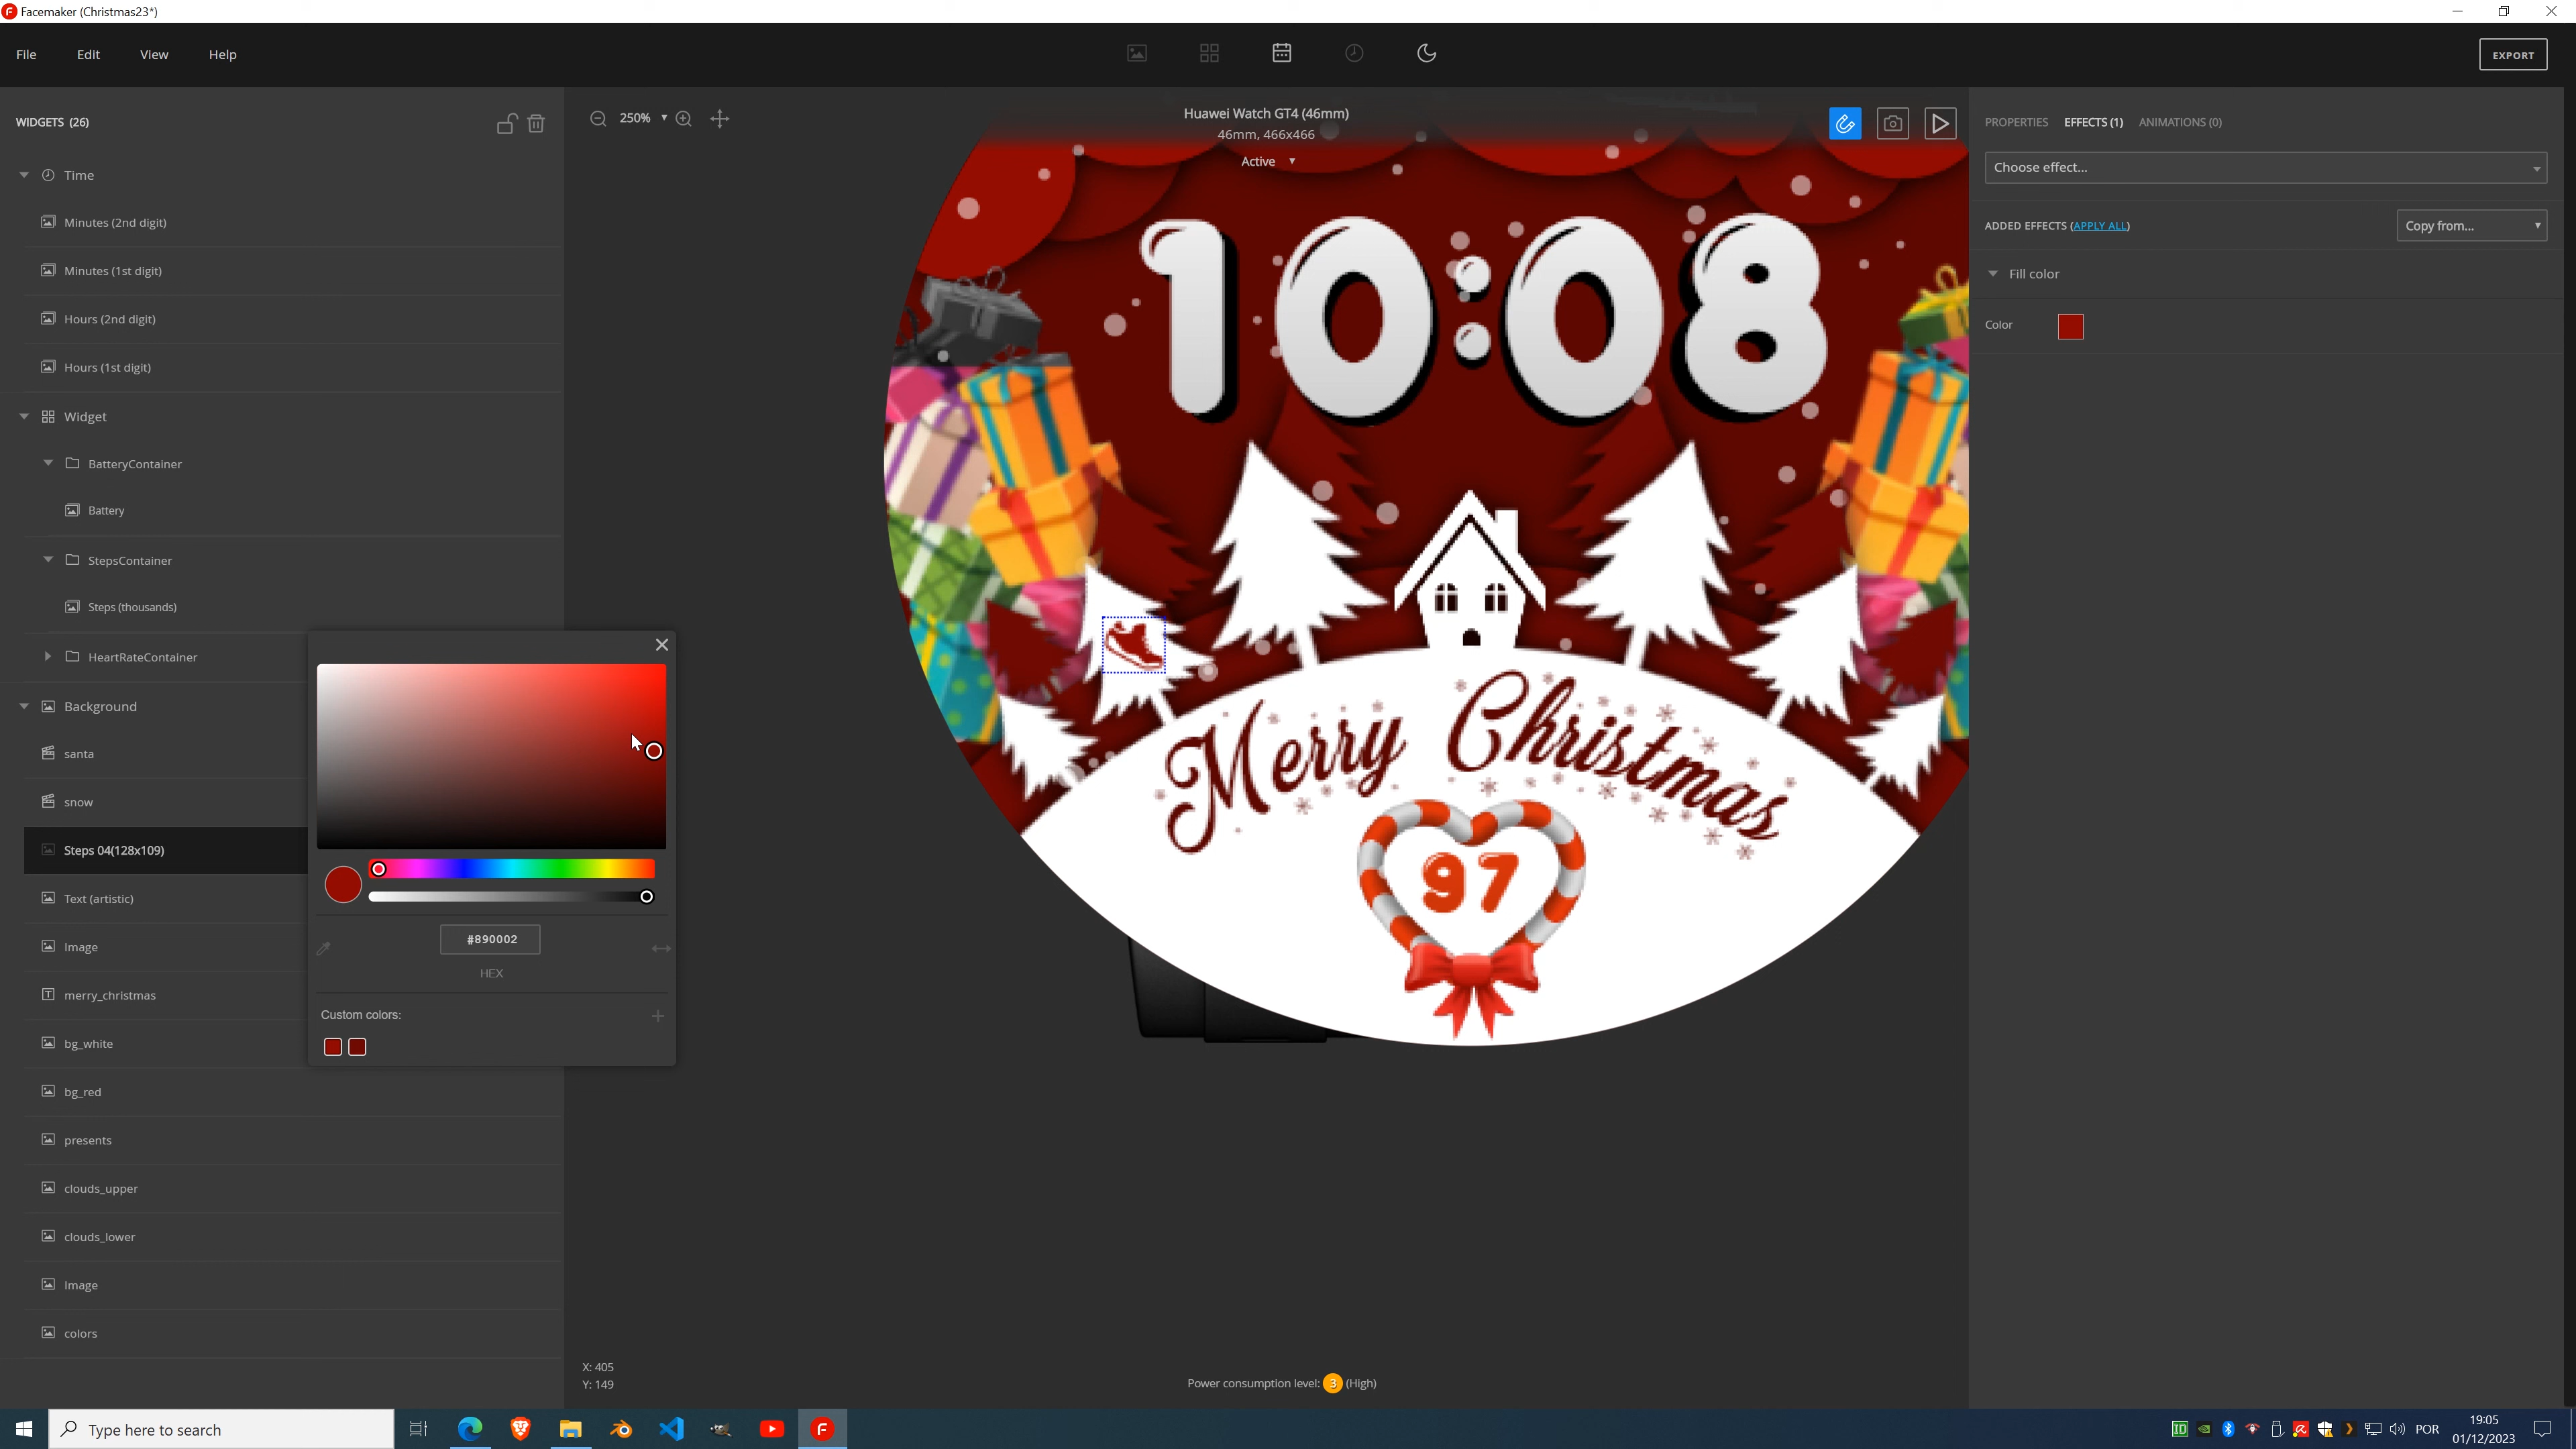 Facemaker (Christmas23*)
File Edit View Help
EXPORT
WIDGETS (26)
Time
Minutes (2nd digit)
Minutes (1st digit)
Hours (2nd digit)
Hours (1st digit)
Widget
BatteryContainer
Battery
StepsContainer
Steps (thousands)
HeartRateContainer
Background
santa
snow
Steps 04(128x109)
Text (artistic)
Image
merry_christmas
bg_white
bg_red
presents
clouds_upper
clouds_lower
Image
colors
#890002
HEX
Custom colors:
250%
Huawei Watch GT4 (46mm)
46mm, 466x466
Active
10:08
Merry Christmas
97
X: 405
Y: 149
Power consumption level: 3 (High)
PROPERTIES EFFECTS (1) ANIMATIONS (0)
Choose effect...
ADDED EFFECTS (APPLY ALL)
Copy from...
Fill color
Color
Type here to search
ID
POR
19:05
01/12/2023